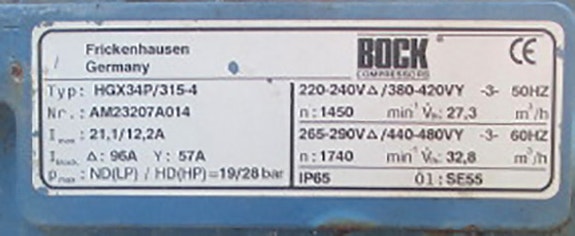 Frickenhausen
Germany
BOCK®
COMPRESSORS
CE
Typ: HGX34P/315-4
Nr.: AM23207A014
Imax: 21,1/12,2A
Iblock. Δ: 96A Y: 57A
pmax: ND(LP) / HD(HP)=19/28 bar
220-240VΔ/380-420VY -3- 50HZ
n: 1450 min⁻¹ V̇h: 27,3 m³/h
265-290VΔ/440-480VY -3- 60HZ
n: 1740 min⁻¹ V̇h: 32,8 m³/h
IP65 Öl: SE55